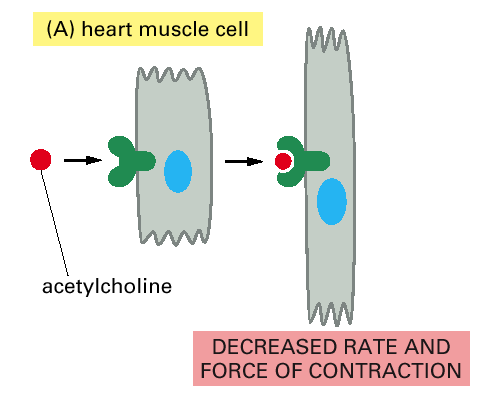 (A) heart muscle cell
acetylcholine
DECREASED RATE AND
FORCE OF CONTRACTION